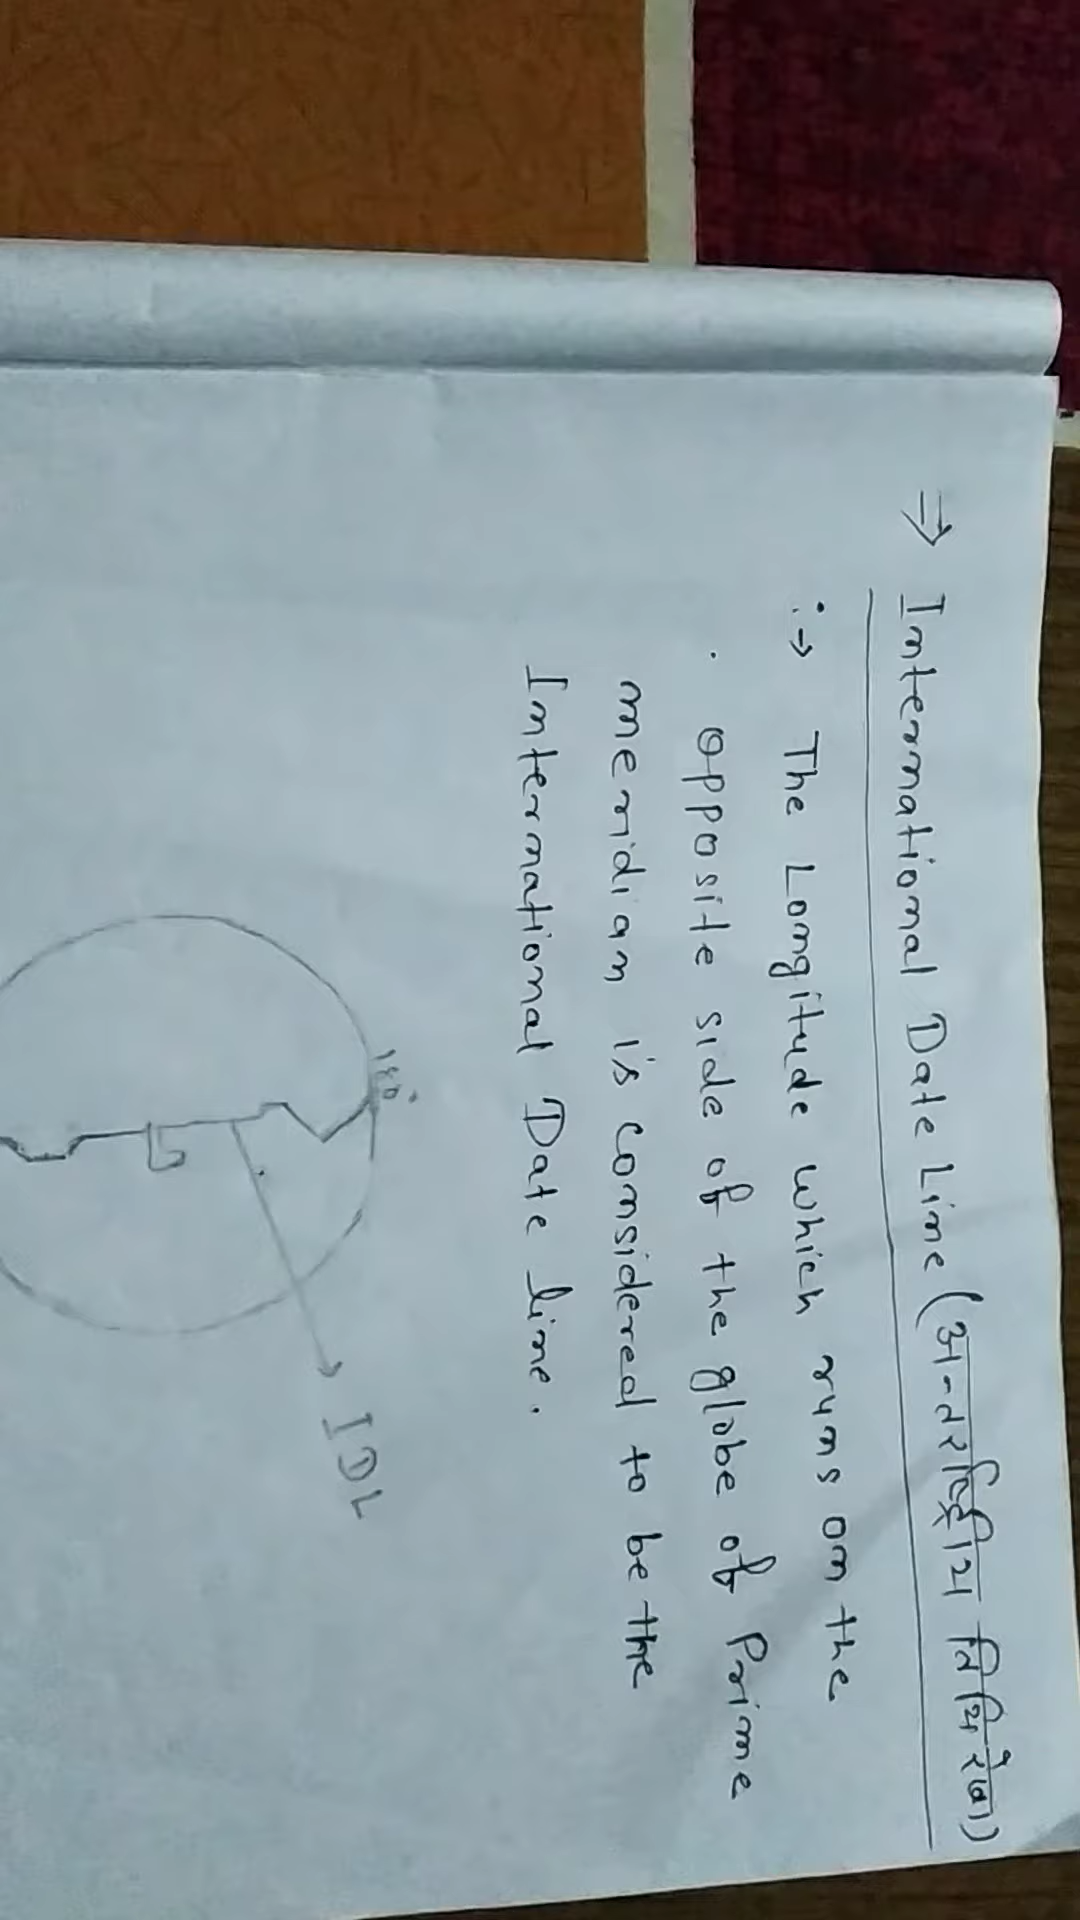 ⇒ International Date Line (अन्तर्राष्ट्रीय तिथि रेखा)
:→ The Longitude which runs on the
opposite side of the globe of Prime
meridian is considered to be the
International Date line.
180°
IDL